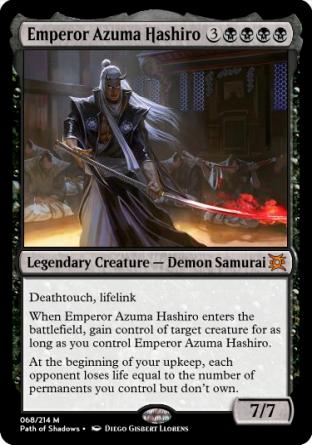 Emperor Azuma Hashiro 3
Legendary Creature — Demon Samurai
Deathtouch, lifelink
When Emperor Azuma Hashiro enters the
battlefield, gain control of target creature for as
long as you control Emperor Azuma Hashiro.
At the beginning of your upkeep, each
opponent loses life equal to the number of
permanents you control but don't own.
7/7
068/214 M
Path of Shadows • Diego Gisbert Llorens